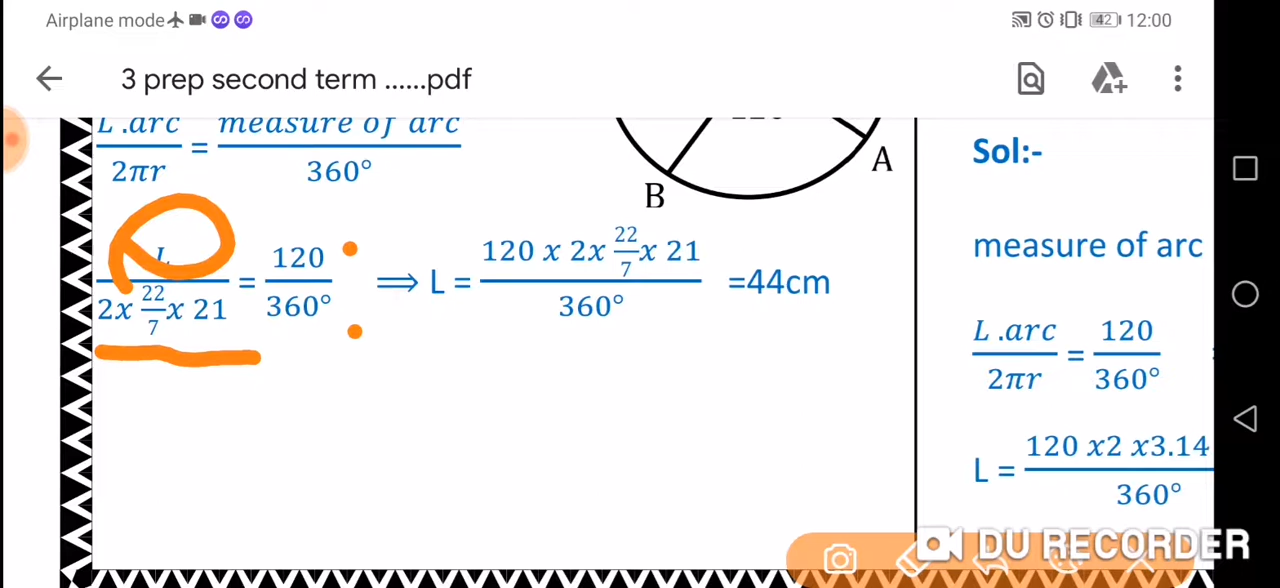 Airplane mode 42 12:00
3 prep second term ......pdf
L .arc / 2πr = measure of arc / 360°
B
A
L / 2x 22/7 x 21 = 120 / 360° ⟹ L = 120 x 2x 22/7 x 21 / 360° =44cm
Sol:-
measure of arc
L .arc / 2πr = 120 / 360°
L = 120 x2 x3.14 / 360°
DU RECORDER